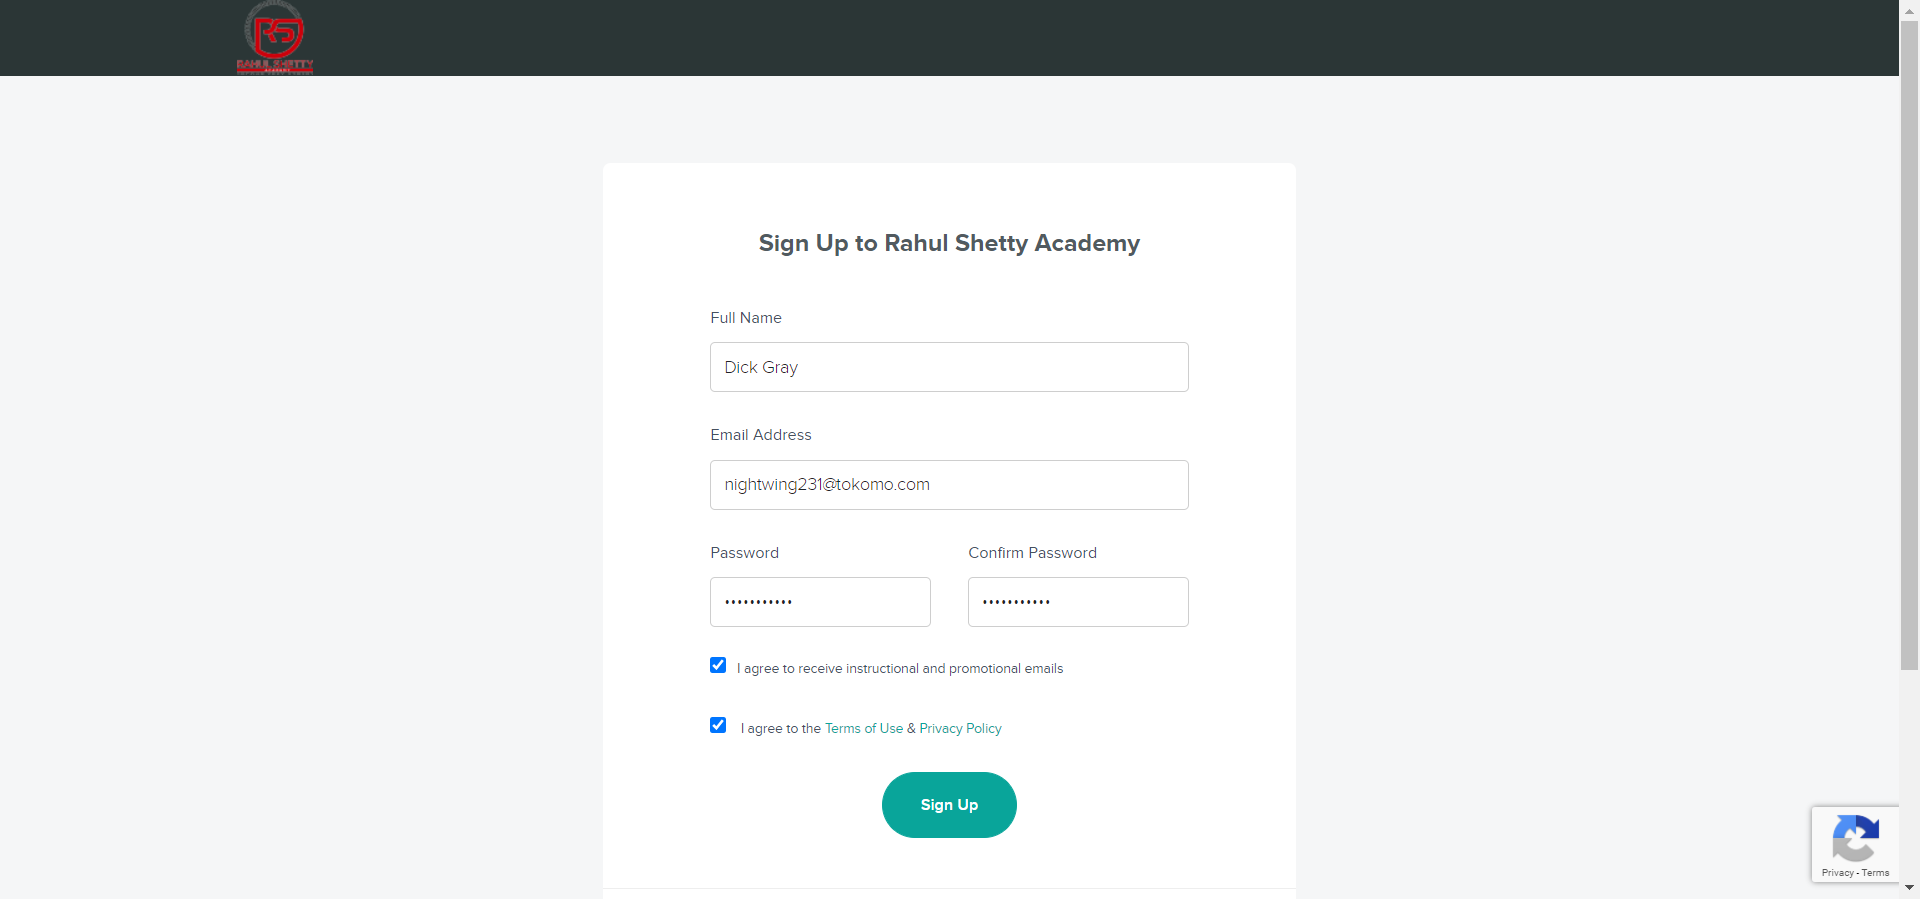 RAHUL SHETTY
ACADEMY
Sign Up to Rahul Shetty Academy
Full Name
Dick Gray
Email Address
nightwing231@tokomo.com
Password Confirm Password
••••••••••• •••••••••••
I agree to receive instructional and promotional emails
I agree to the Terms of Use & Privacy Policy
Sign Up
Privacy - Terms